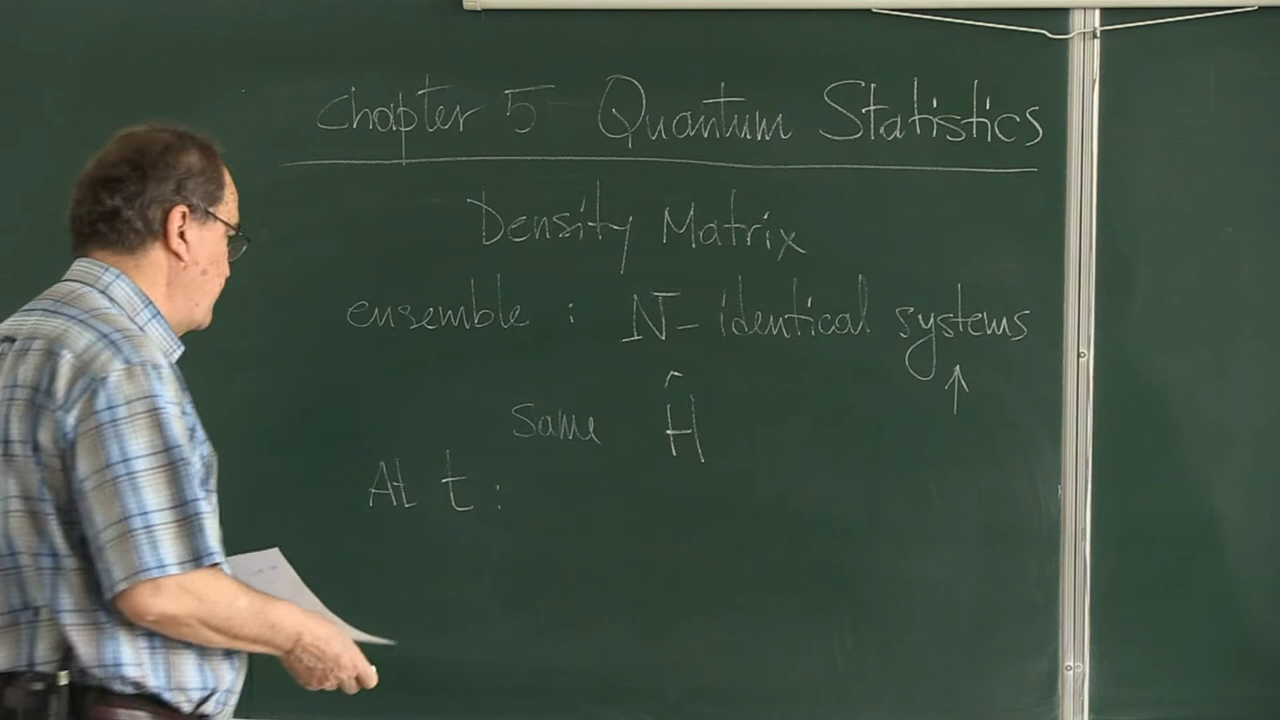 Chapter 5 Quantum Statistics
Density Matrix
ensemble : N- identical systems
↑
same Ĥ
At t: